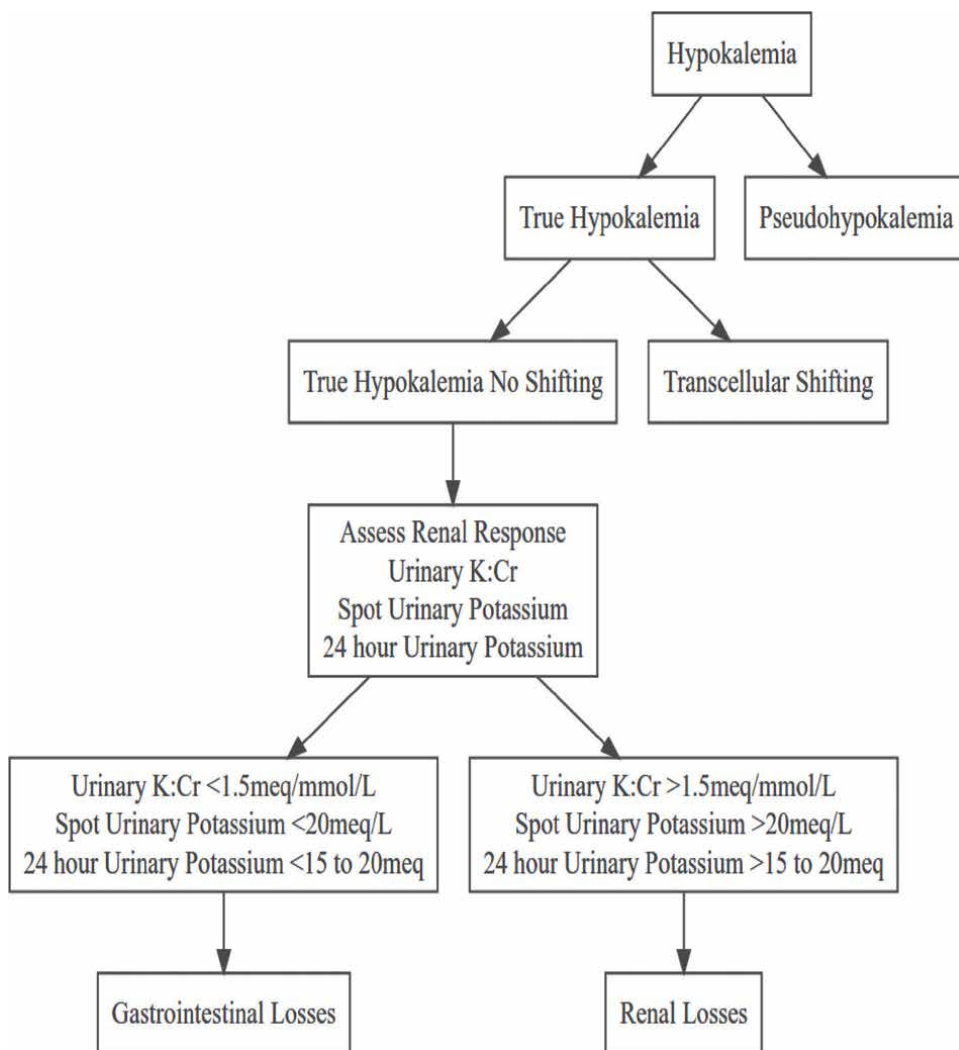 Hypokalemia
True Hypokalemia
Pseudohypokalemia
True Hypokalemia No Shifting
Transcellular Shifting
Assess Renal Response
Urinary K:Cr
Spot Urinary Potassium
24 hour Urinary Potassium
Urinary K:Cr <1.5meq/mmol/L
Spot Urinary Potassium <20meq/L
24 hour Urinary Potassium <15 to 20meq
Urinary K:Cr >1.5meq/mmol/L
Spot Urinary Potassium >20meq/L
24 hour Urinary Potassium >15 to 20meq
Gastrointestinal Losses
Renal Losses